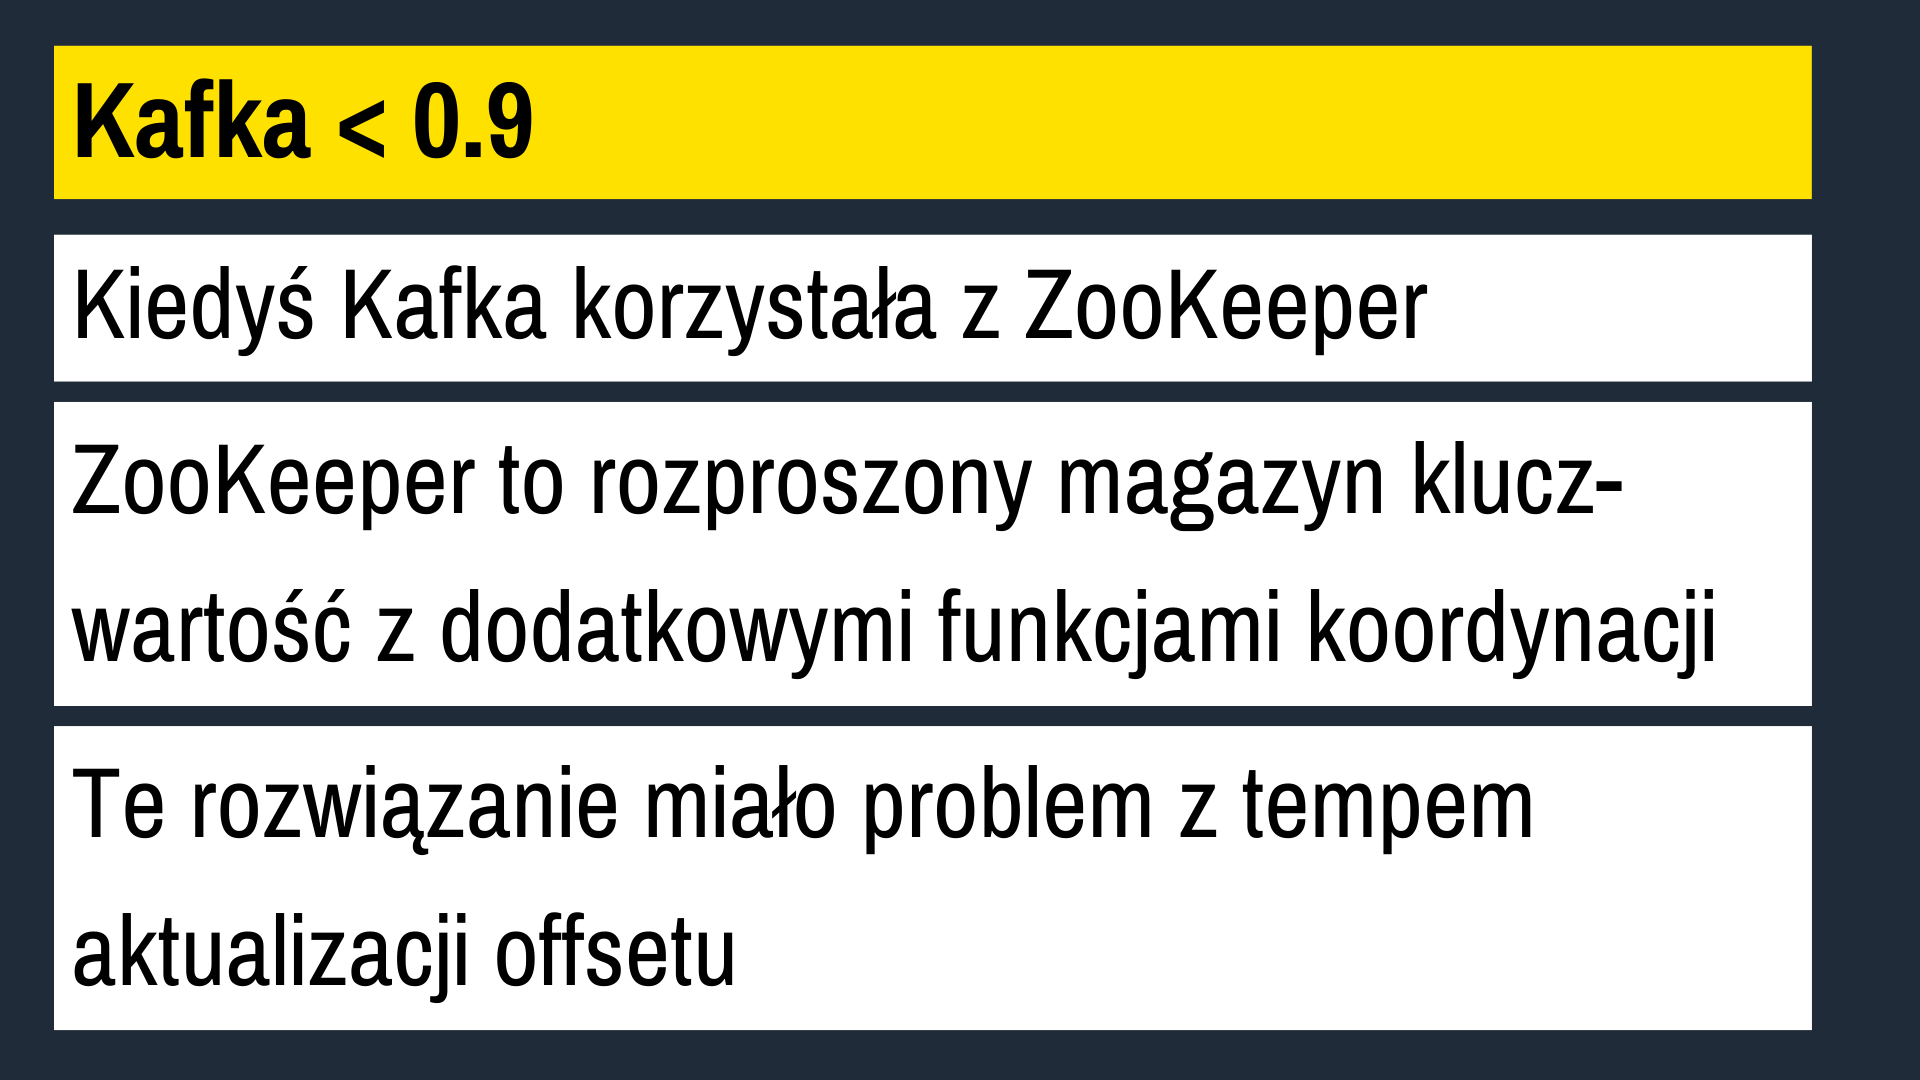 Kafka < 0.9
Kiedyś Kafka korzystała z ZooKeeper
ZooKeeper to rozproszony magazyn klucz-
wartość z dodatkowymi funkcjami koordynacji
Te rozwiązanie miało problem z tempem
aktualizacji offsetu